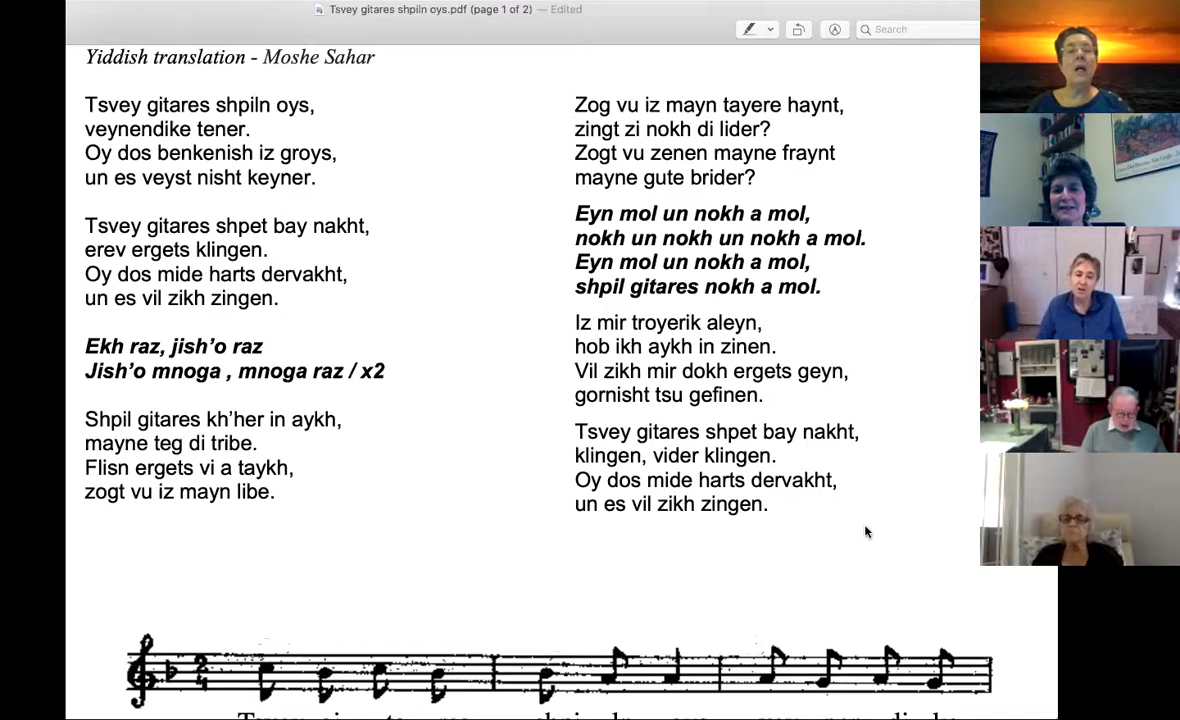 Tsvey gitares shpiln oys.pdf (page 1 of 2) — Edited
Search
Yiddish translation - Moshe Sahar
Tsvey gitares shpiln oys,
veynendike tener.
Oy dos benkenish iz groys,
un es veyst nisht keyner.
Tsvey gitares shpet bay nakht,
erev ergets klingen.
Oy dos mide harts dervakht,
un es vil zikh zingen.
Ekh raz, jish’o raz
Jish’o mnoga , mnoga raz / x2
Shpil gitares kh’her in aykh,
mayne teg di tribe.
Flisn ergets vi a taykh,
zogt vu iz mayn libe.
Zog vu iz mayn tayere haynt,
zingt zi nokh di lider?
Zogt vu zenen mayne fraynt
mayne gute brider?
Eyn mol un nokh a mol,
nokh un nokh un nokh a mol.
Eyn mol un nokh a mol,
shpil gitares nokh a mol.
Iz mir troyerik aleyn,
hob ikh aykh in zinen.
Vil zikh mir dokh ergets geyn,
gornisht tsu gefinen.
Tsvey gitares shpet bay nakht,
klingen, vider klingen.
Oy dos mide harts dervakht,
un es vil zikh zingen.
2
4